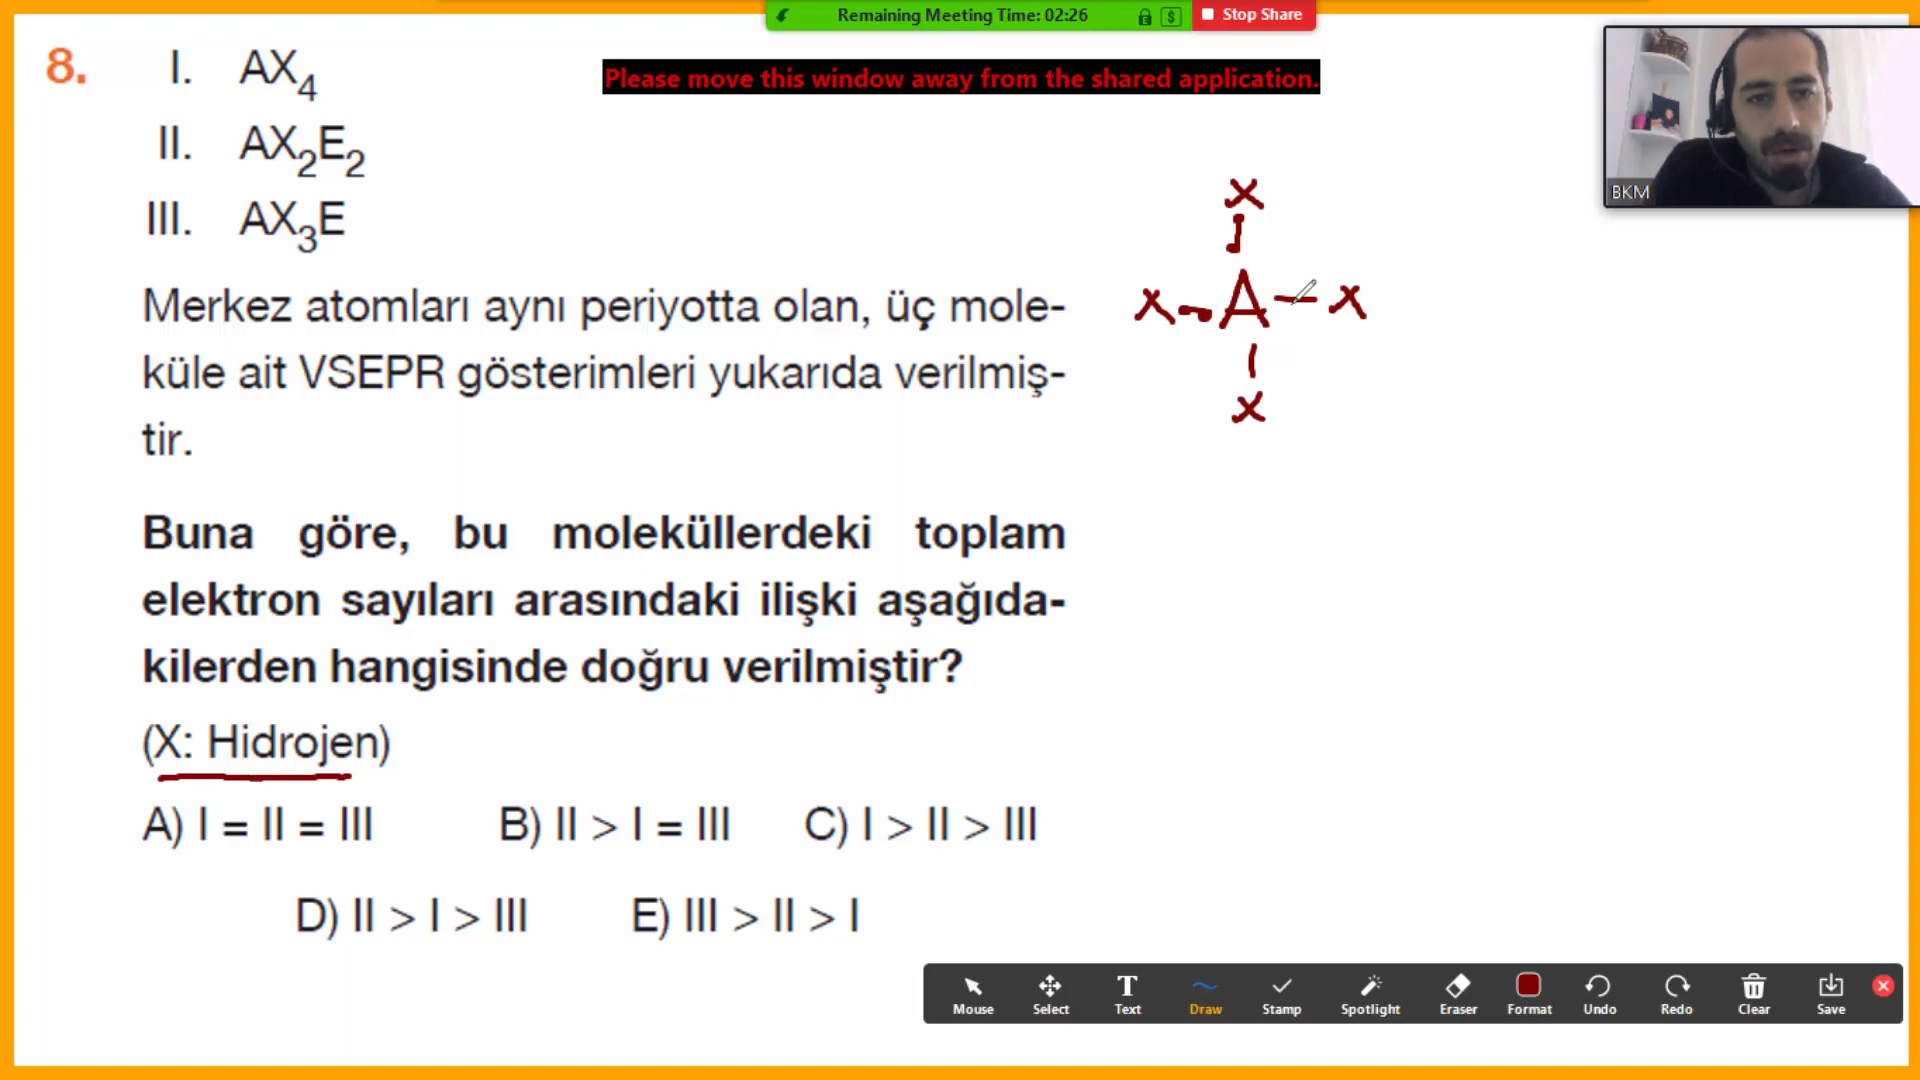 Remaining Meeting Time: 02:26
Stop Share
Please move this window away from the shared application.
BKM
8.
I. AX4
II. AX2E2
III. AX3E
Merkez atomları aynı periyotta olan, üç mole-
küle ait VSEPR gösterimleri yukarıda verilmiş-
tir.
Buna göre, bu moleküllerdeki toplam
elektron sayıları arasındaki ilişki aşağıda-
kilerden hangisinde doğru verilmiştir?
(X: Hidrojen)
A) I = II = III B) II > I = III C) I > II > III
D) II > I > III E) III > II > I
X
X - A - X
X
Mouse Select Text Draw Stamp Spotlight Eraser Format Undo Redo Clear Save